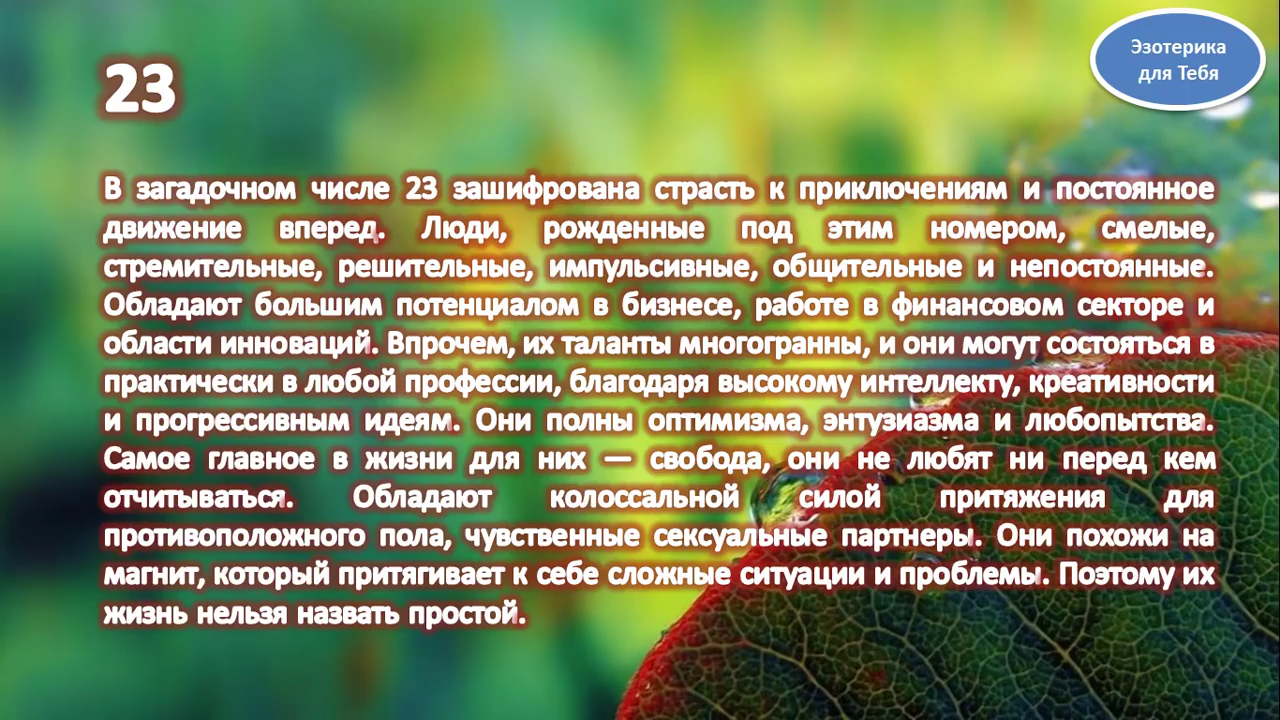 Эзотерика
для Тебя
23
В загадочном числе 23 зашифрована страсть к приключениям и постоянное
движение вперед. Люди, рожденные под этим номером, смелые,
стремительные, решительные, импульсивные, общительные и непостоянные.
Обладают большим потенциалом в бизнесе, работе в финансовом секторе и
области инноваций. Впрочем, их таланты многогранны, и они могут состояться в
практически в любой профессии, благодаря высокому интеллекту, креативности
и прогрессивным идеям. Они полны оптимизма, энтузиазма и любопытства.
Самое главное в жизни для них — свобода, они не любят ни перед кем
отчитываться. Обладают колоссальной силой притяжения для
противоположного пола, чувственные сексуальные партнеры. Они похожи на
магнит, который притягивает к себе сложные ситуации и проблемы. Поэтому их
жизнь нельзя назвать простой.